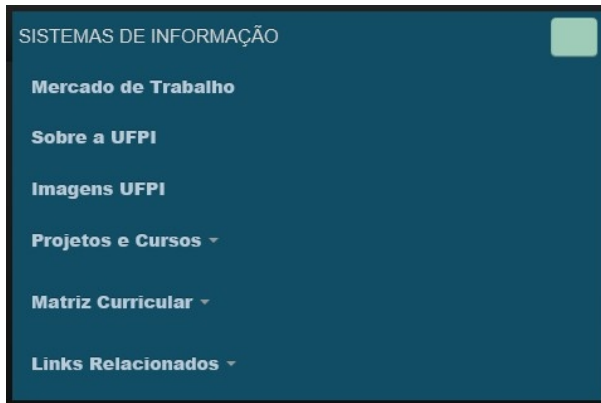 SISTEMAS DE INFORMAÇÃO
Mercado de Trabalho
Sobre a UFPI
Imagens UFPI
Projetos e Cursos
Matriz Curricular
Links Relacionados